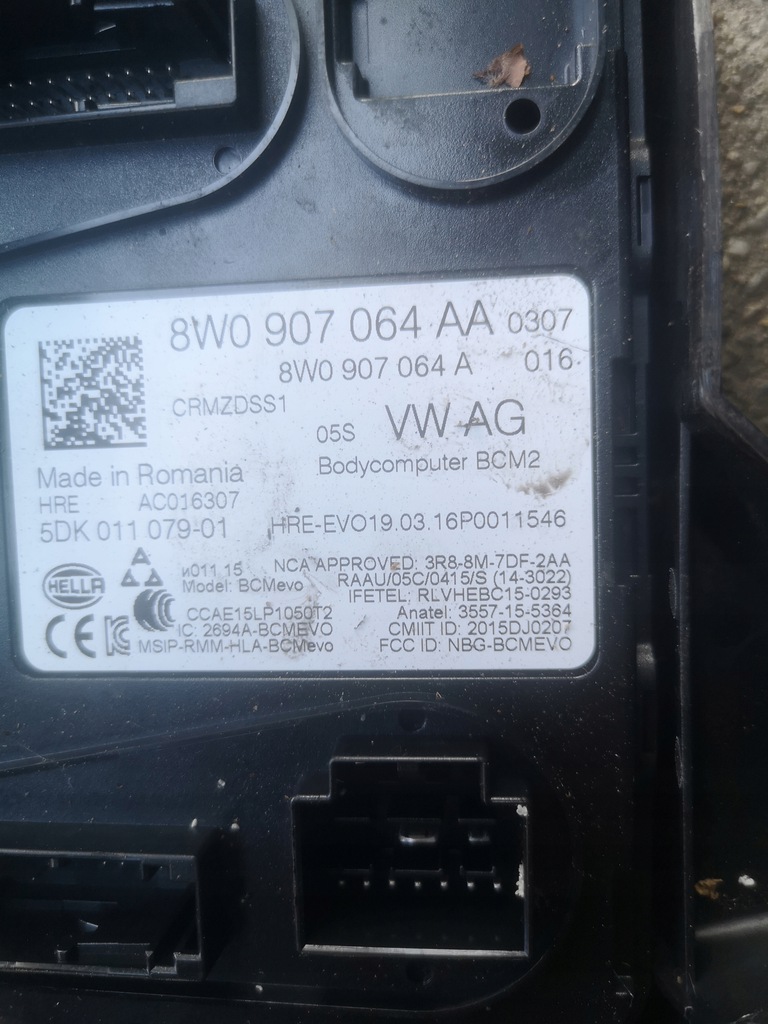 8W0 907 064 AA 0307
8W0 907 064 A 016
CRMZDSS1
05S VW AG
Made in Romania Bodycomputer BCM2
HRE AC016307
5DK 011 079-01 HRE-EVO19.03.16P0011546
HELLA
и011.15
Model: BCMevo
NCA APPROVED: 3R8-8M-7DF-2AA
RAAU/05C/0415/S (14-3022)
IFETEL: RLVHEBC15-0293
CCAE15LP1050T2 Anatel: 3557-15-5364
CE IC: 2694A-BCMEVO CMIIT ID: 2015DJ0207
MSIP-RMM-HLA-BCMevo FCC ID: NBG-BCMEVO